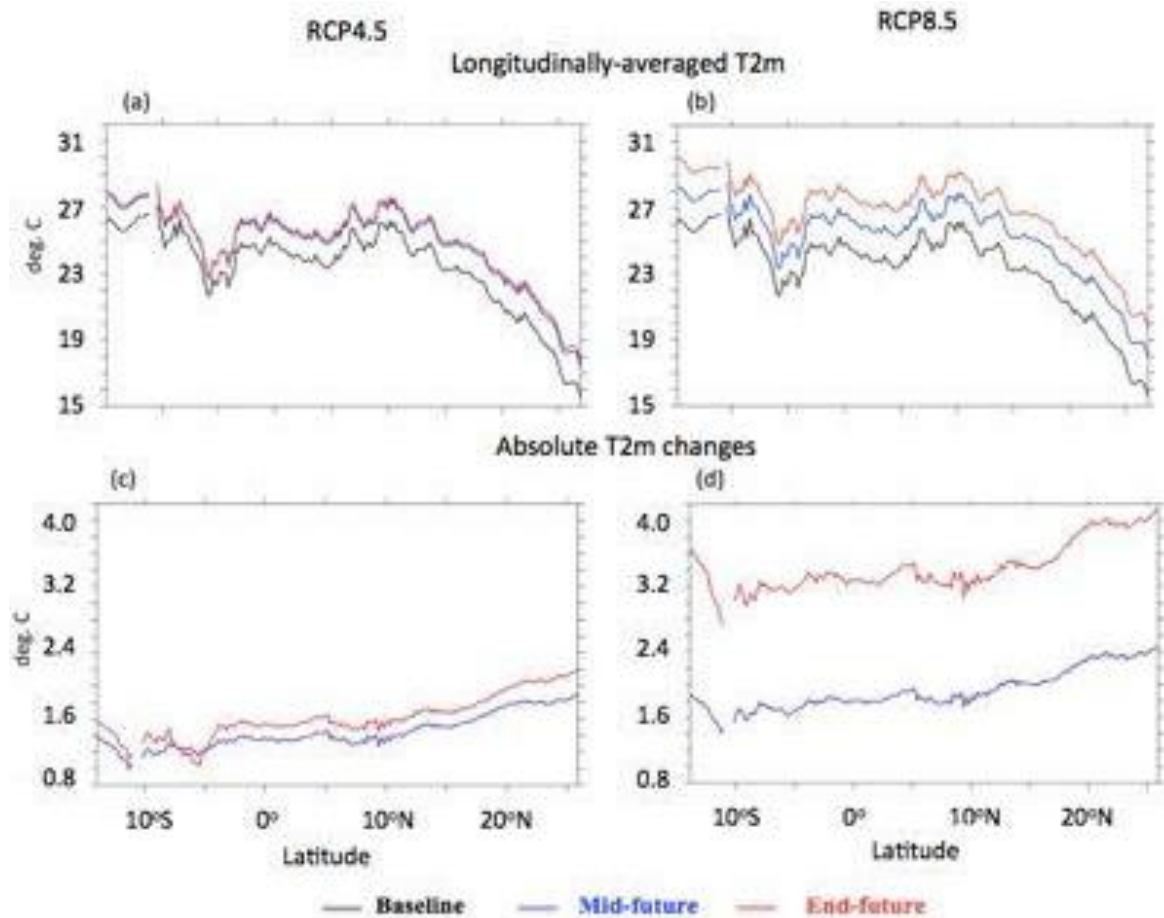 RCP4.5 RCP8.5
Longitudinally-averaged T2m
(a) (b)
31 31
27 27
deg. C
23 23
19 19
15 15
Absolute T2m changes
(c) (d)
4.0 4.0
3.2 3.2
deg. C
2.4 2.4
1.6 1.6
0.8 0.8
10°S 0° 10°N 20°N 10°S 0° 10°N 20°N
Latitude Latitude
Baseline Mid-future End-future